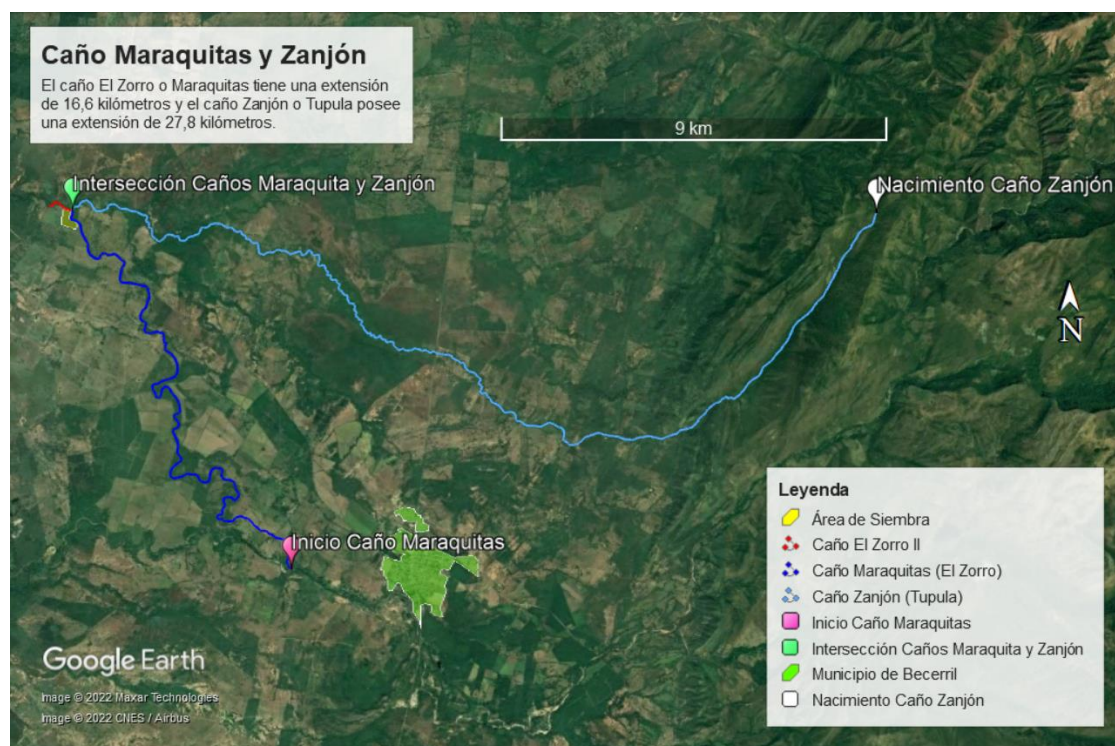 Caño Maraquitas y Zanjón
El caño El Zorro o Maraquitas tiene una extensión
de 16,6 kilómetros y el caño Zanjón o Tupula posee
una extensión de 27,8 kilómetros.
9 km
Intersección Caños Maraquita y Zanjón
Nacimiento Caño Zanjón
N
Inicio Caño Maraquitas
Leyenda
Área de Siembra
Caño El Zorro II
Caño Maraquitas (El Zorro)
Caño Zanjón (Tupula)
Inicio Caño Maraquitas
Intersección Caños Maraquita y Zanjón
Municipio de Becerril
Nacimiento Caño Zanjón
Google Earth
Image © 2022 Maxar Technologies
Image © 2022 CNES / Airbus